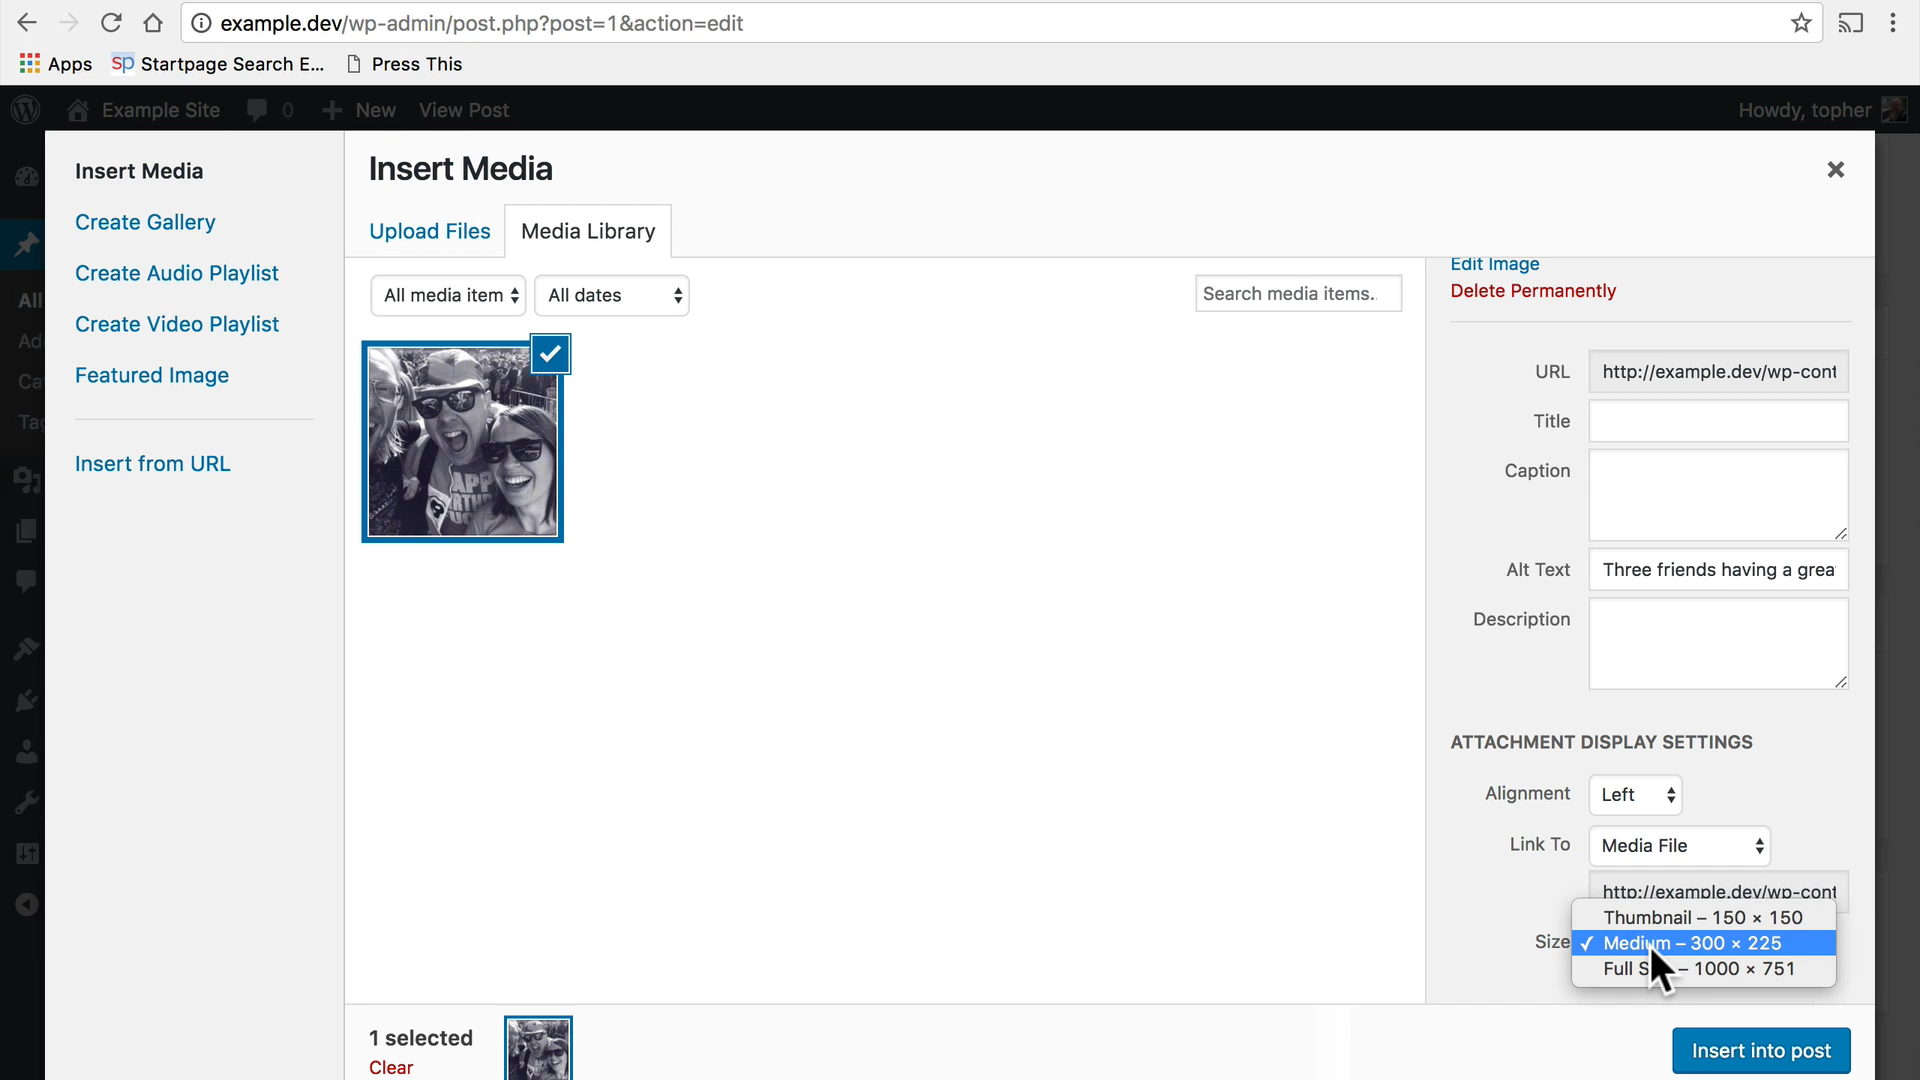 example.dev/wp-admin/post.php?post=1&action=edit
Apps
sp Startpage Search E...
Press This
Example Site
0
New
View Post
Howdy, topher
Insert Media
Create Gallery
Create Audio Playlist
Create Video Playlist
Featured Image
Insert from URL
All
Insert Media
Upload Files
Media Library
All media item
All dates
Search media items..
Edit Image
Delete Permanently
URL
http://example.dev/wp-cont
Title
Caption
Alt Text
Three friends having a grea
Description
ATTACHMENT DISPLAY SETTINGS
Alignment
Left
Link To
Media File
http://example.dev/wp-cont
Size
Thumbnail – 150 × 150
Medium – 300 × 225
Full S – 1000 × 751
1 selected
Clear
Insert into post